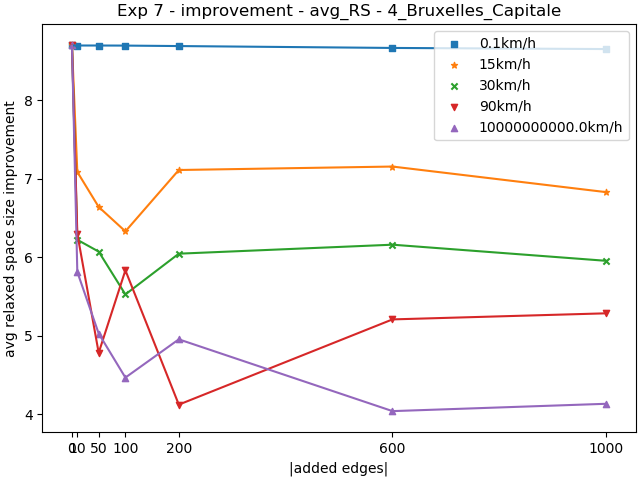 Exp 7 - improvement - avg_RS - 4_Bruxelles_Capitale
avg relaxed space size improvement
8
7
6
5
4
0.1km/h
15km/h
30km/h
90km/h
10000000000.0km/h
0 10 50 100 200 600 1000
|added edges|